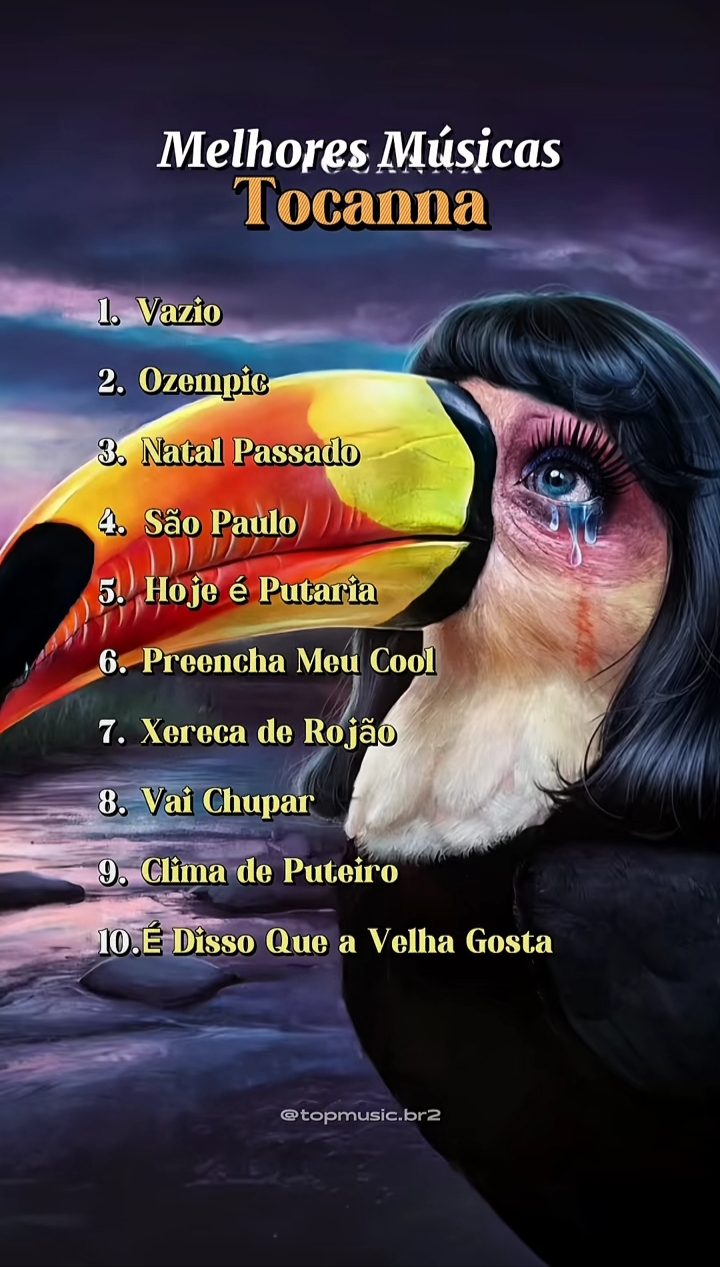 Melhores Músicas
Tocanna
1. Vazio
2. Ozempic
3. Natal Passado
4. São Paulo
5. Hoje é Putaria
6. Preencha Meu Cool
7. Xereca de Rojão
8. Vai Chupar
9. Clima de Puteiro
10.É Disso Que a Velha Gosta
@topmusic.br2